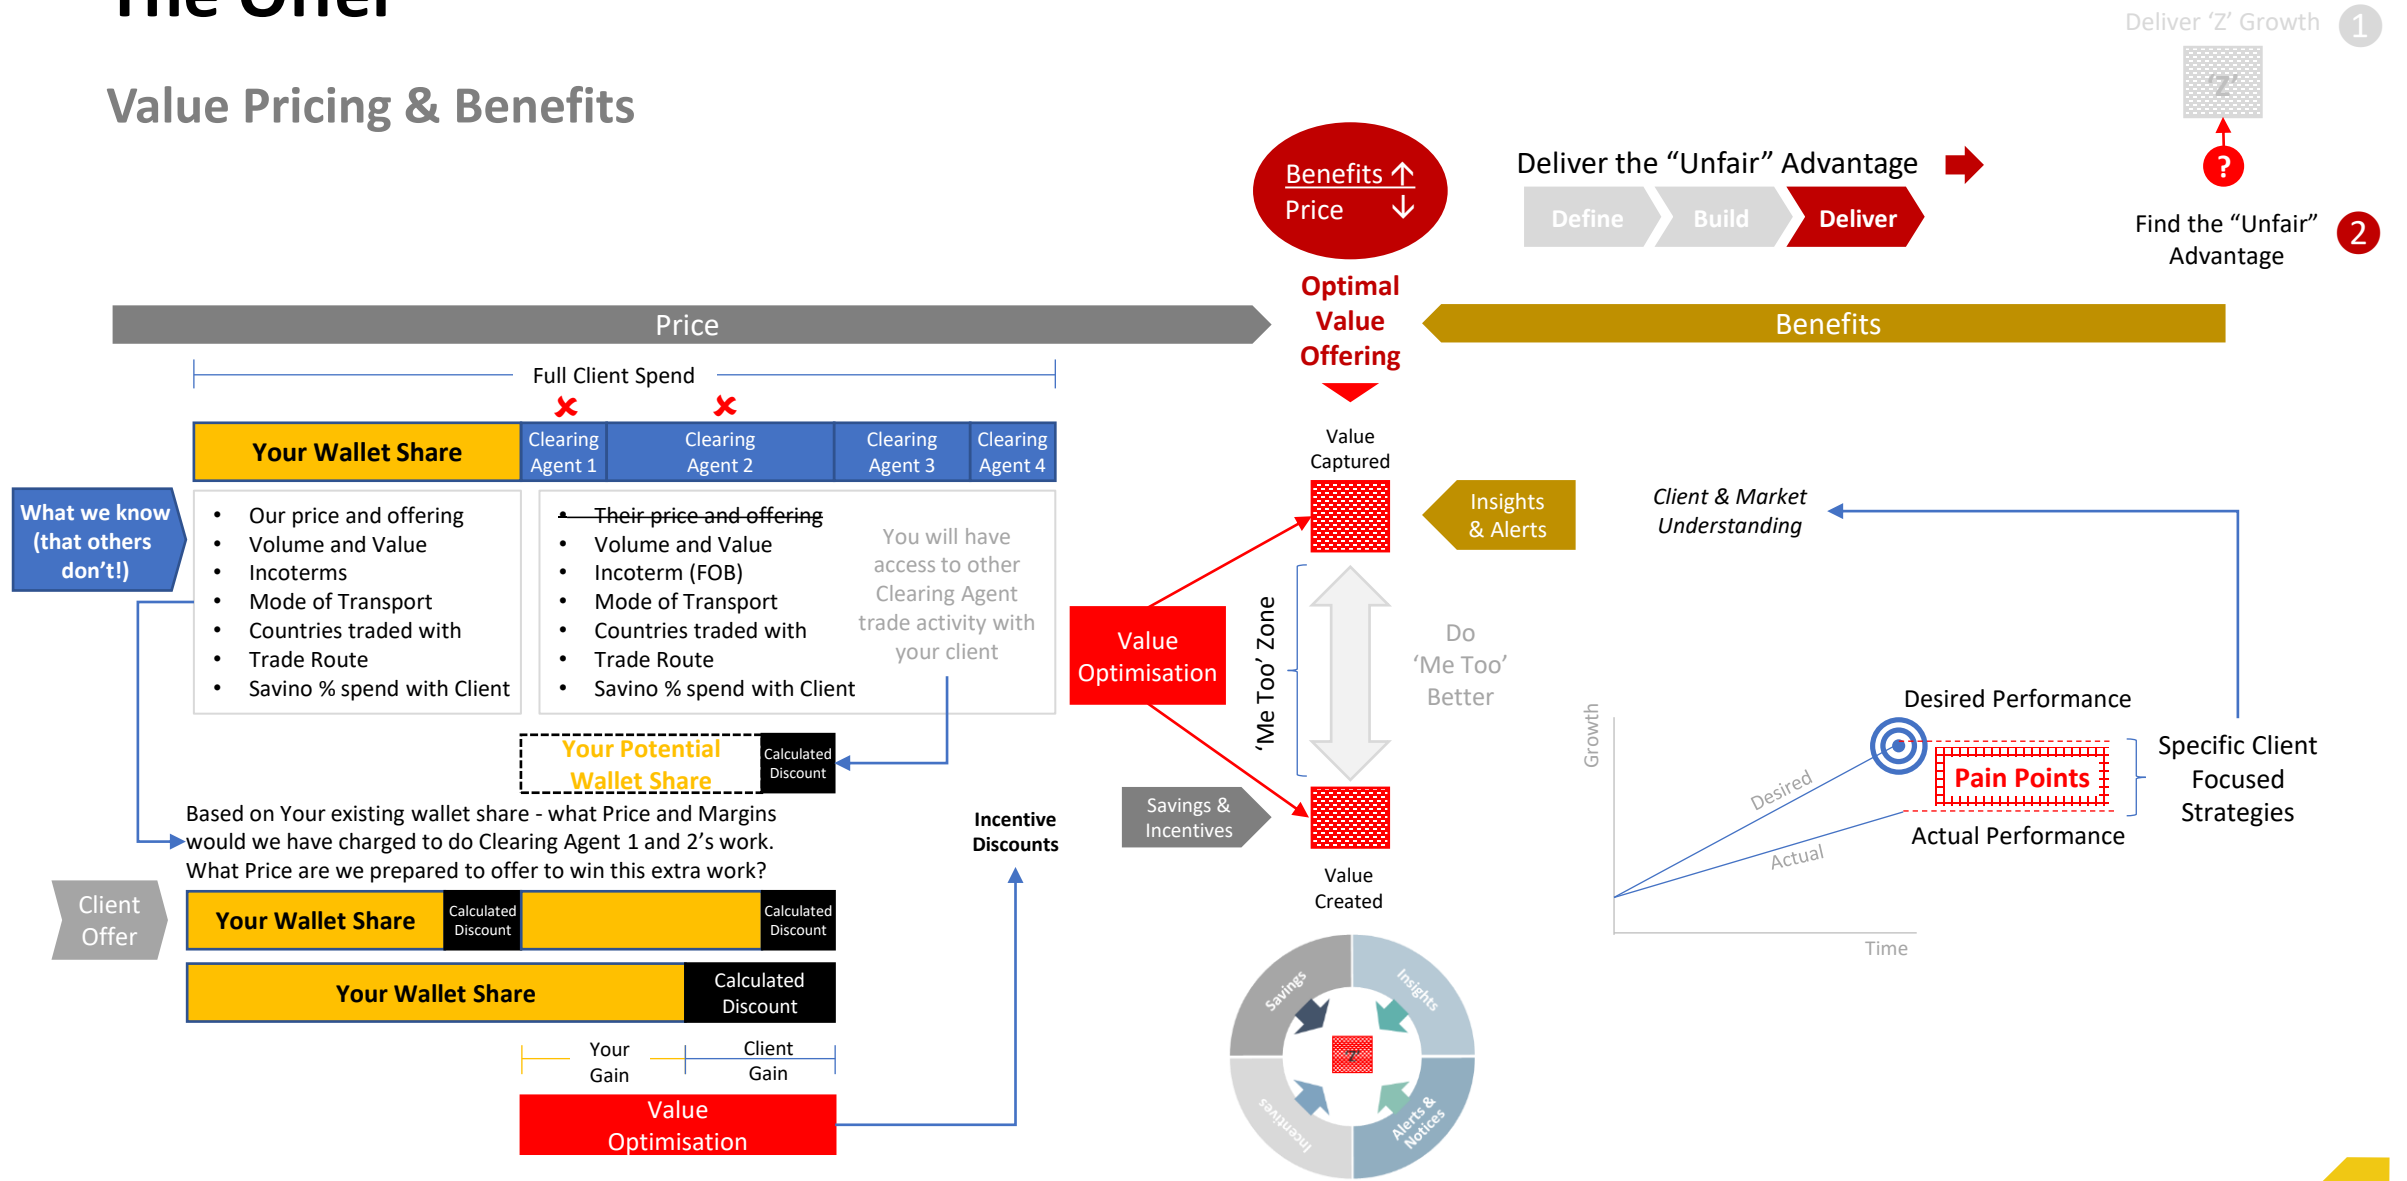 The Offer
Value Pricing & Benefits
Deliver ‘Z’ Growth 1
‘Z’
?
Find the “Unfair”
Advantage
2
Benefits ↑
Price ↓
Deliver the “Unfair” Advantage
Define
Build
Deliver
Optimal
Value
Offering
Price
Benefits
Full Client Spend
✘
✘
Your Wallet Share
Clearing
Agent 1
Clearing
Agent 2
Clearing
Agent 3
Clearing
Agent 4
What we know
(that others
don’t!)
• Our price and offering
• Volume and Value
• Incoterms
• Mode of Transport
• Countries traded with
• Trade Route
• Savino % spend with Client
• Their price and offering
• Volume and Value
• Incoterm (FOB)
• Mode of Transport
• Countries traded with
• Trade Route
• Savino % spend with Client
You will have
access to other
Clearing Agent
trade activity with
your client
Your Potential
Wallet Share
Calculated
Discount
Based on Your existing wallet share - what Price and Margins
would we have charged to do Clearing Agent 1 and 2’s work.
What Price are we prepared to offer to win this extra work?
Client
Offer
Your Wallet Share
Calculated
Discount
Calculated
Discount
Your Wallet Share
Calculated
Discount
Your
Gain
Client
Gain
Value
Optimisation
Incentive
Discounts
Value
Optimisation
Value
Captured
Insights
& Alerts
Client & Market
Understanding
‘Me Too’ Zone
Do
‘Me Too’
Better
Savings &
Incentives
Value
Created
Savings
Insights
Incentives
Alerts &
Notices
‘Z’
Growth
Desired
Actual
Time
Desired Performance
Pain Points
Actual Performance
Specific Client
Focused
Strategies